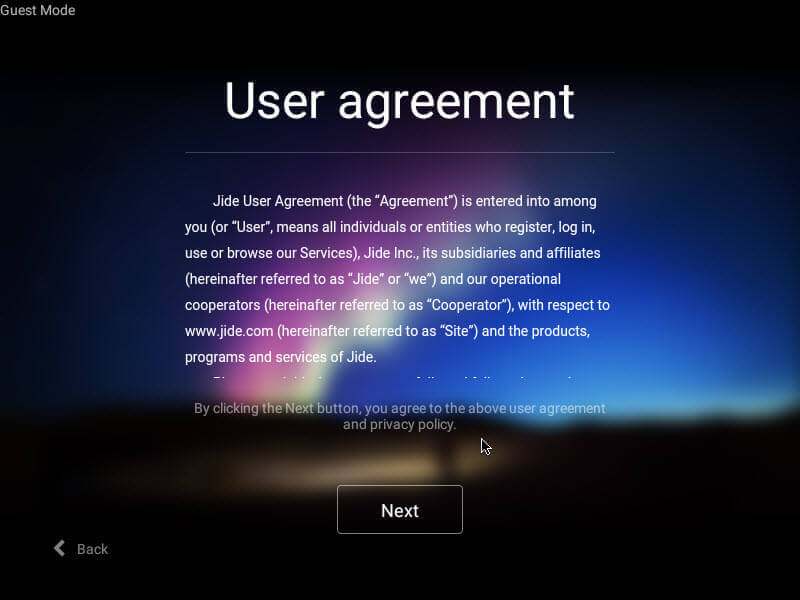 Guest Mode
User agreement
Jide User Agreement (the “Agreement”) is entered into among
you (or “User”, means all individuals or entities who register, log in,
use or browse our Services), Jide Inc., its subsidiaries and affiliates
(hereinafter referred to as “Jide” or “we”) and our operational
cooperators (hereinafter referred to as “Cooperator”), with respect to
www.jide.com (hereinafter referred to as “Site”) and the products,
programs and services of Jide.
By clicking the Next button, you agree to the above user agreement
and privacy policy.
Next
Back